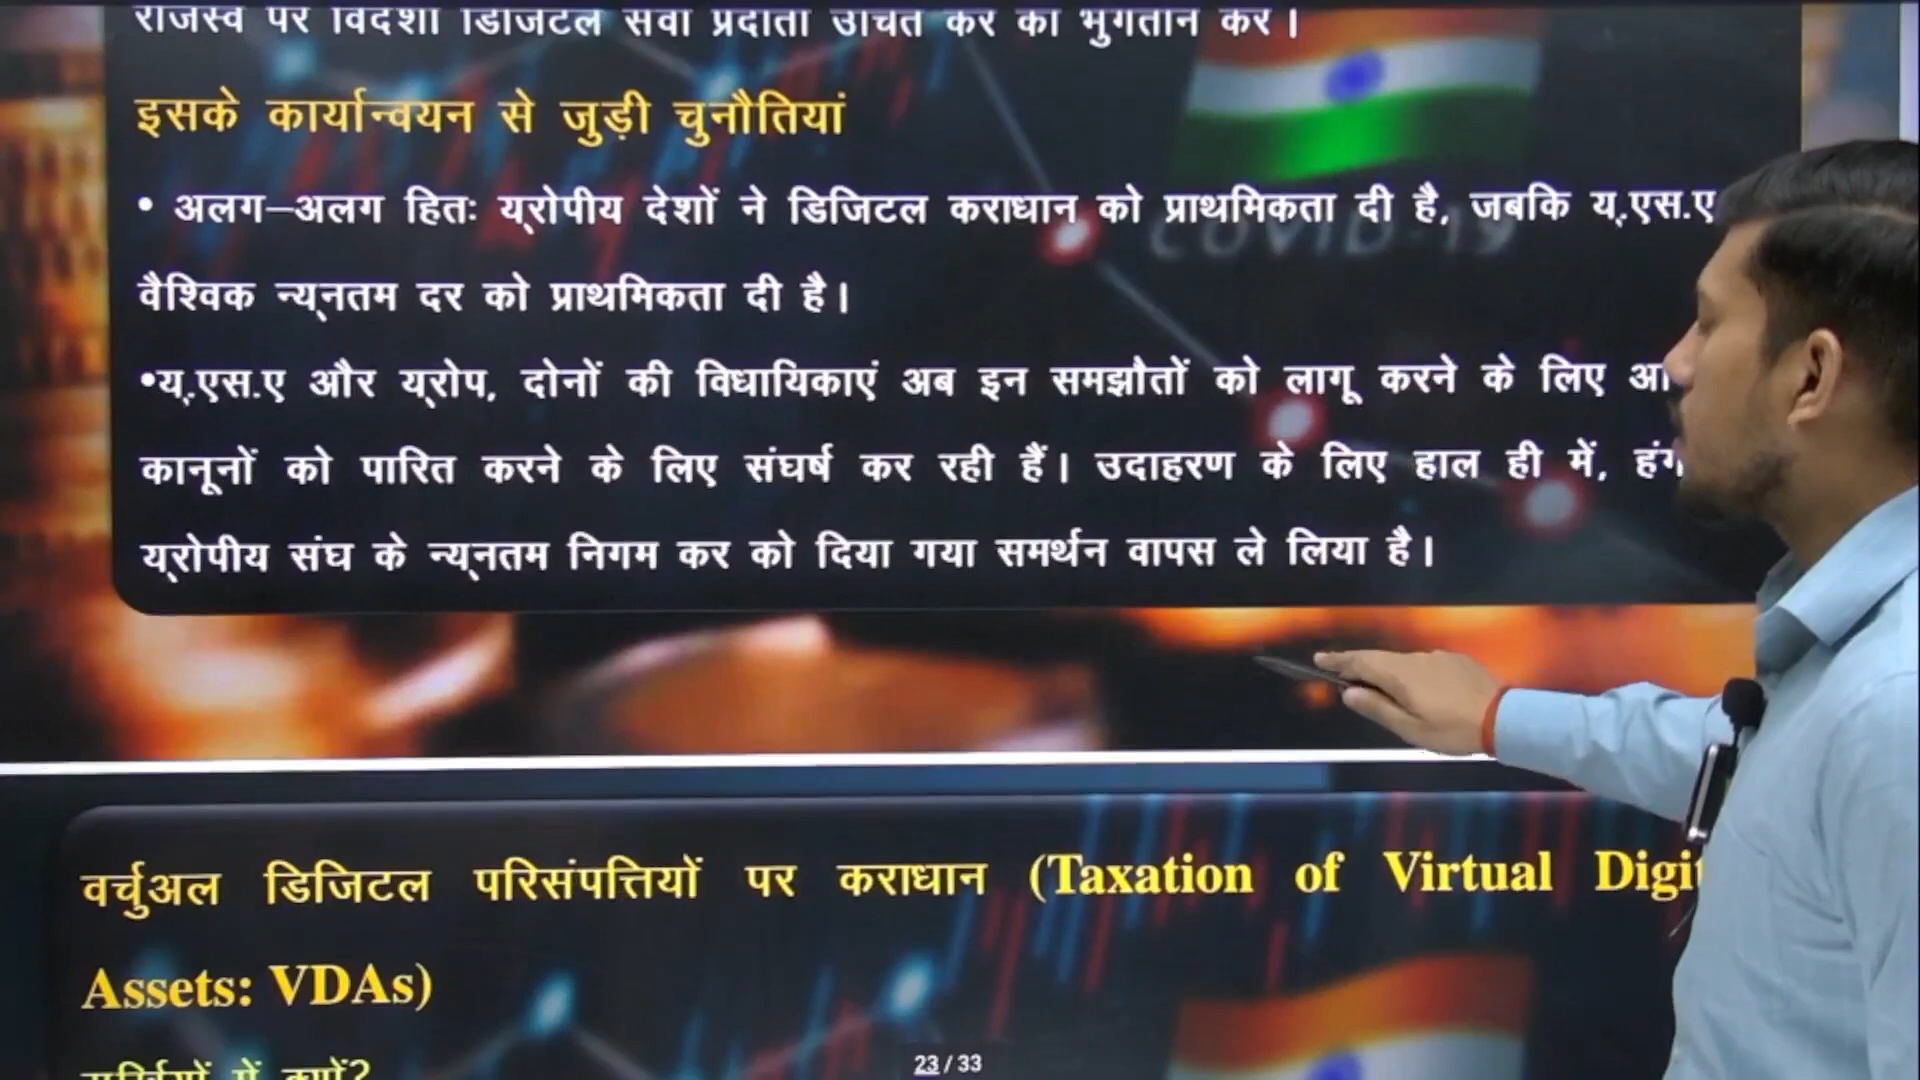 राजस्व पर विदेशी डिजिटल सेवा प्रदाता उचित कर का भुगतान करें।
इसके कार्यान्वयन से जुड़ी चुनौतियां
• अलग–अलग हितः यूरोपीय देशों ने डिजिटल कराधान को प्राथमिकता दी है, जबकि यू.एस.ए
COVID-19
वैश्विक न्यूनतम दर को प्राथमिकता दी है।
•यू.एस.ए और यूरोप, दोनों की विधायिकाएं अब इन समझौतों को लागू करने के लिए
कानूनों को पारित करने के लिए संघर्ष कर रही हैं। उदाहरण के लिए हाल ही में,
यूरोपीय संघ के न्यूनतम निगम कर को दिया गया समर्थन वापस ले लिया है।
वर्चुअल डिजिटल परिसंपत्तियों पर कराधान (Taxation of Virtual
Assets: VDAs)
सुर्खियों में क्यों?
23 / 33